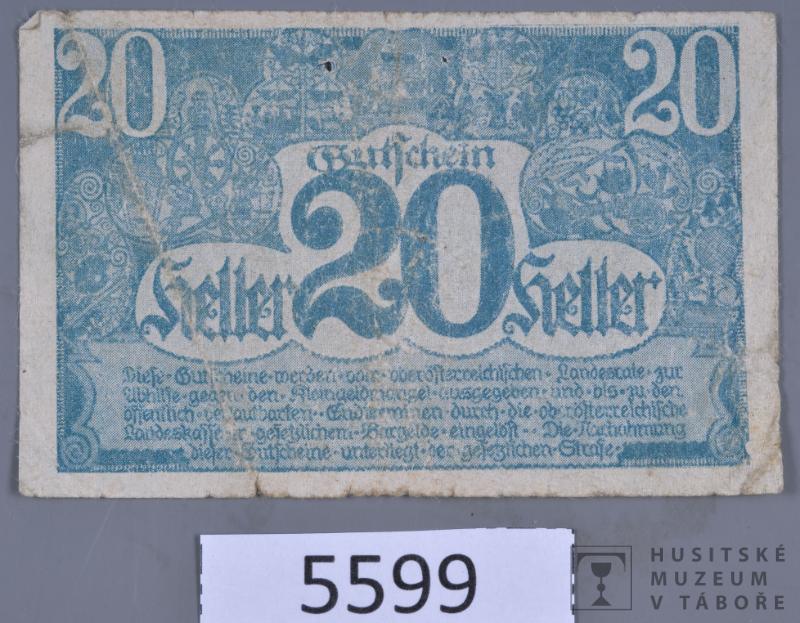 20 20
Gutschein
20
Heller Heller
Diese Gutscheine werden vom oberösterreichischen Landesrate zur
Abhilfe gegen den Kleingeldmangel ausgegeben und bis zu den
öffentlich verlautbarten Endterminen durch die oberösterreichische
Landeskasse in gesetzlichem Bargelde eingelöst Die Nachahmung
dieser Gutscheine unterliegt der gesetzlichen Strafe
5599
HUSITSKÉ
MUZEUM
V TÁBOŘE